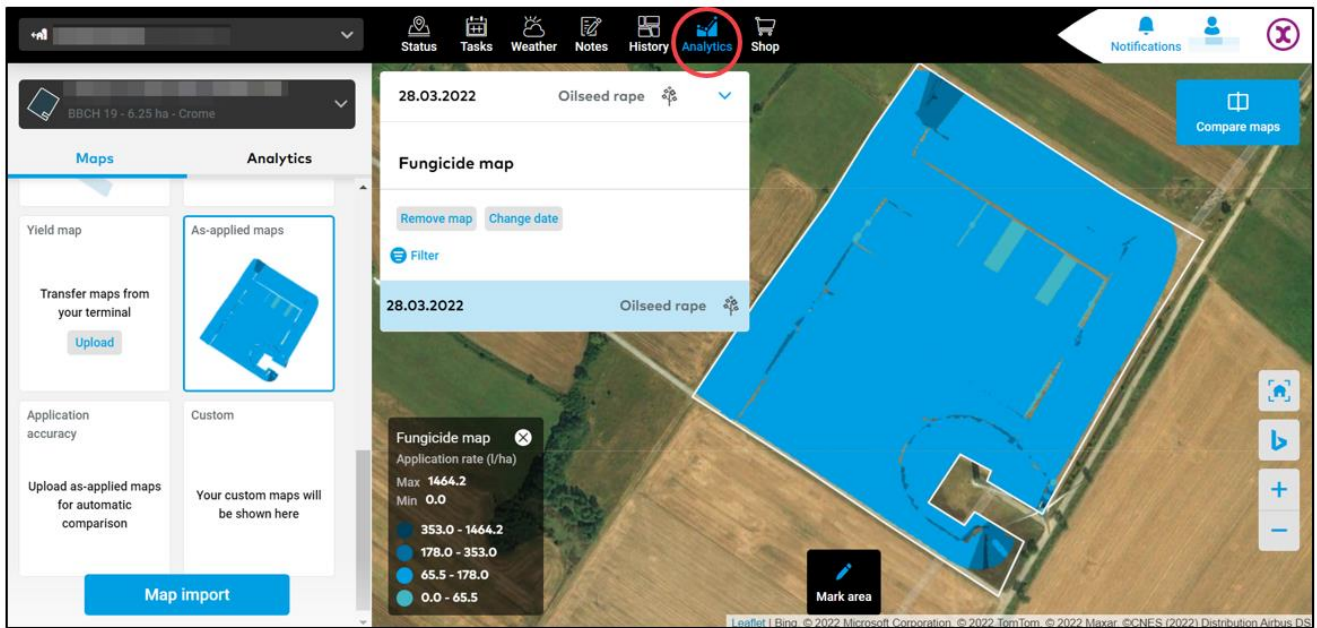 Status
Tasks
Weather
Notes
History
Analytics
Shop
Notifications
BBCH 19 - 6.25 ha - Crome
Maps
Analytics
Yield map
Transfer maps from
your terminal
Upload
As-applied maps
Application
accuracy
Upload as-applied maps
for automatic
comparison
Custom
Your custom maps will
be shown here
Map import
28.03.2022 Oilseed rape
Fungicide map
Remove map
Change date
Filter
28.03.2022 Oilseed rape
Compare maps
Fungicide map
Application rate (l/ha)
Max 1464.2
Min 0.0
353.0 - 1464.2
178.0 - 353.0
65.5 - 178.0
0.0 - 65.5
Mark area
Leaflet | Bing, © 2022 Microsoft Corporation, © 2022 TomTom, © 2022 Maxar, ©CNES (2022) Distribution Airbus DS